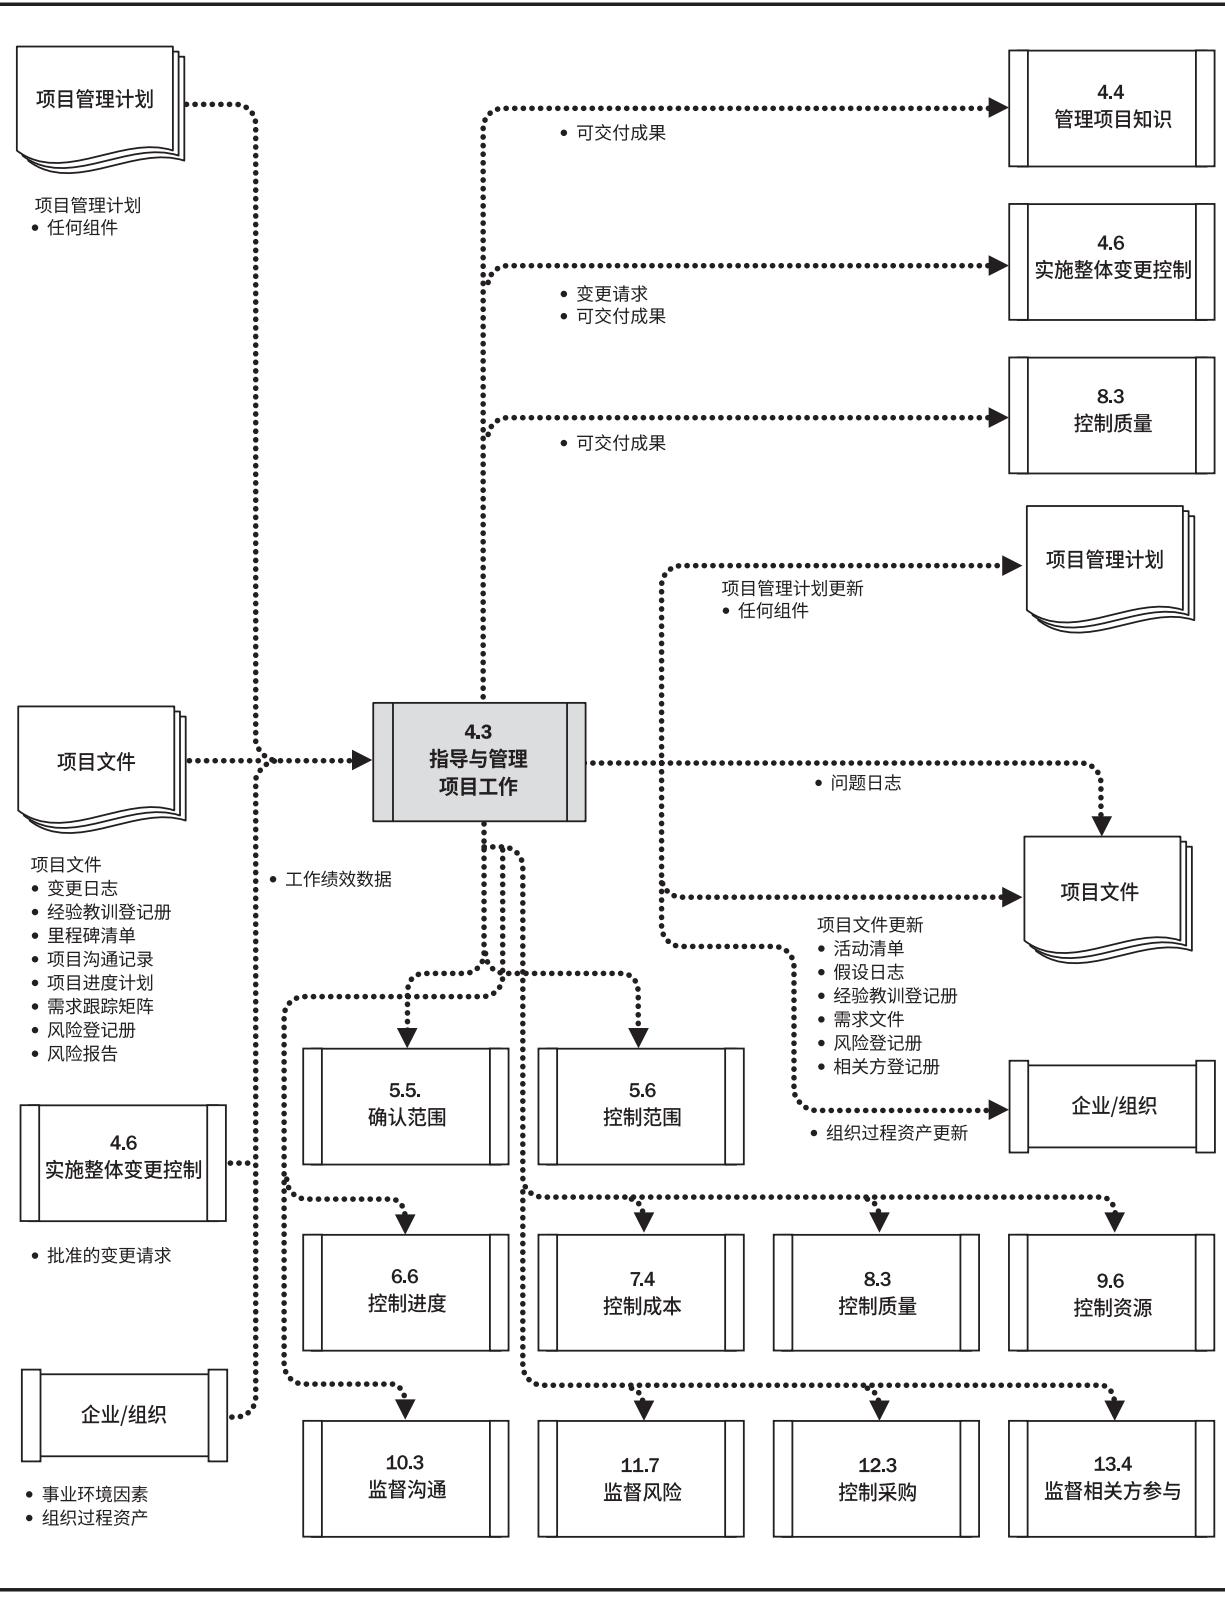 项目管理计划
项目管理计划
• 任何组件
4.4
管理项目知识
• 可交付成果
4.6
实施整体变更控制
• 变更请求
• 可交付成果
8.3
控制质量
• 可交付成果
项目管理计划
项目管理计划更新
• 任何组件
项目文件
4.3
指导与管理
项目工作
• 问题日志
项目文件
项目文件
• 变更日志
• 经验教训登记册
• 里程碑清单
• 项目沟通记录
• 项目进度计划
• 需求跟踪矩阵
• 风险登记册
• 风险报告
• 工作绩效数据
项目文件更新
• 活动清单
• 假设日志
• 经验教训登记册
• 需求文件
• 风险登记册
• 相关方登记册
4.6
实施整体变更控制
• 批准的变更请求
5.5.
确认范围
5.6
控制范围
企业/组织
• 组织过程资产更新
6.6
控制进度
7.4
控制成本
8.3
控制质量
9.6
控制资源
企业/组织
• 事业环境因素
• 组织过程资产
10.3
监督沟通
11.7
监督风险
12.3
控制采购
13.4
监督相关方参与